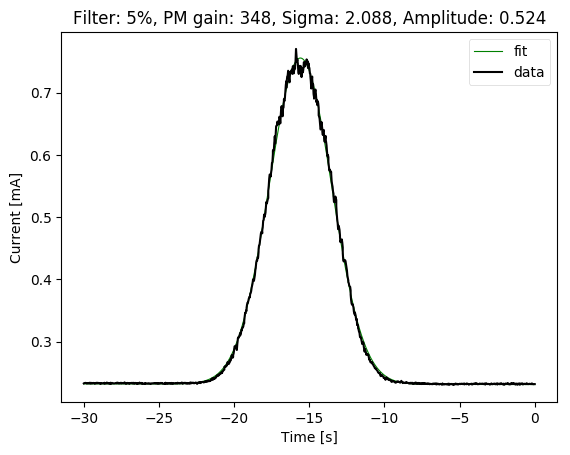 Filter: 5%, PM gain: 348, Sigma: 2.088, Amplitude: 0.524
fit
data
0.7
0.6
0.5
0.4
0.3
Current [mA]
−30
−25
−20
−15
−10
−5
0
Time [s]